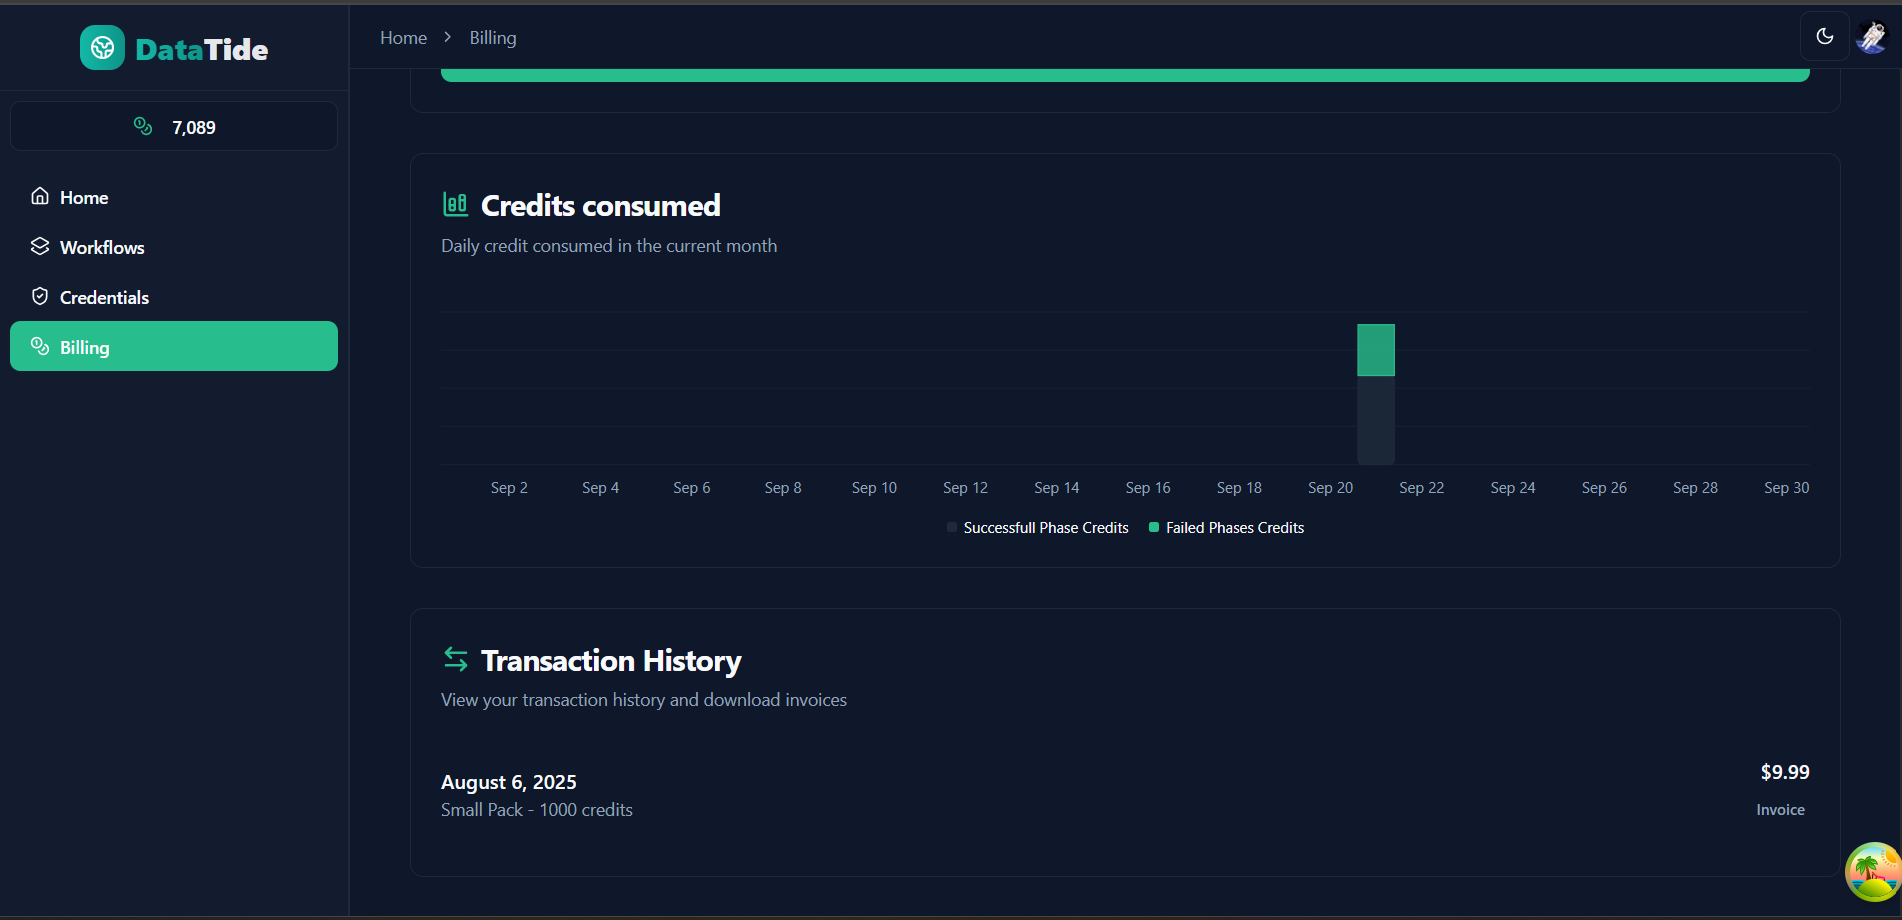 DataTide
7,089
Home
Workflows
Credentials
Billing
Home > Billing
Credits consumed
Daily credit consumed in the current month
Sep 2 Sep 4 Sep 6 Sep 8 Sep 10 Sep 12 Sep 14 Sep 16 Sep 18 Sep 20 Sep 22 Sep 24 Sep 26 Sep 28 Sep 30
Successfull Phase Credits Failed Phases Credits
Transaction History
View your transaction history and download invoices
August 6, 2025
Small Pack - 1000 credits
$9.99
Invoice